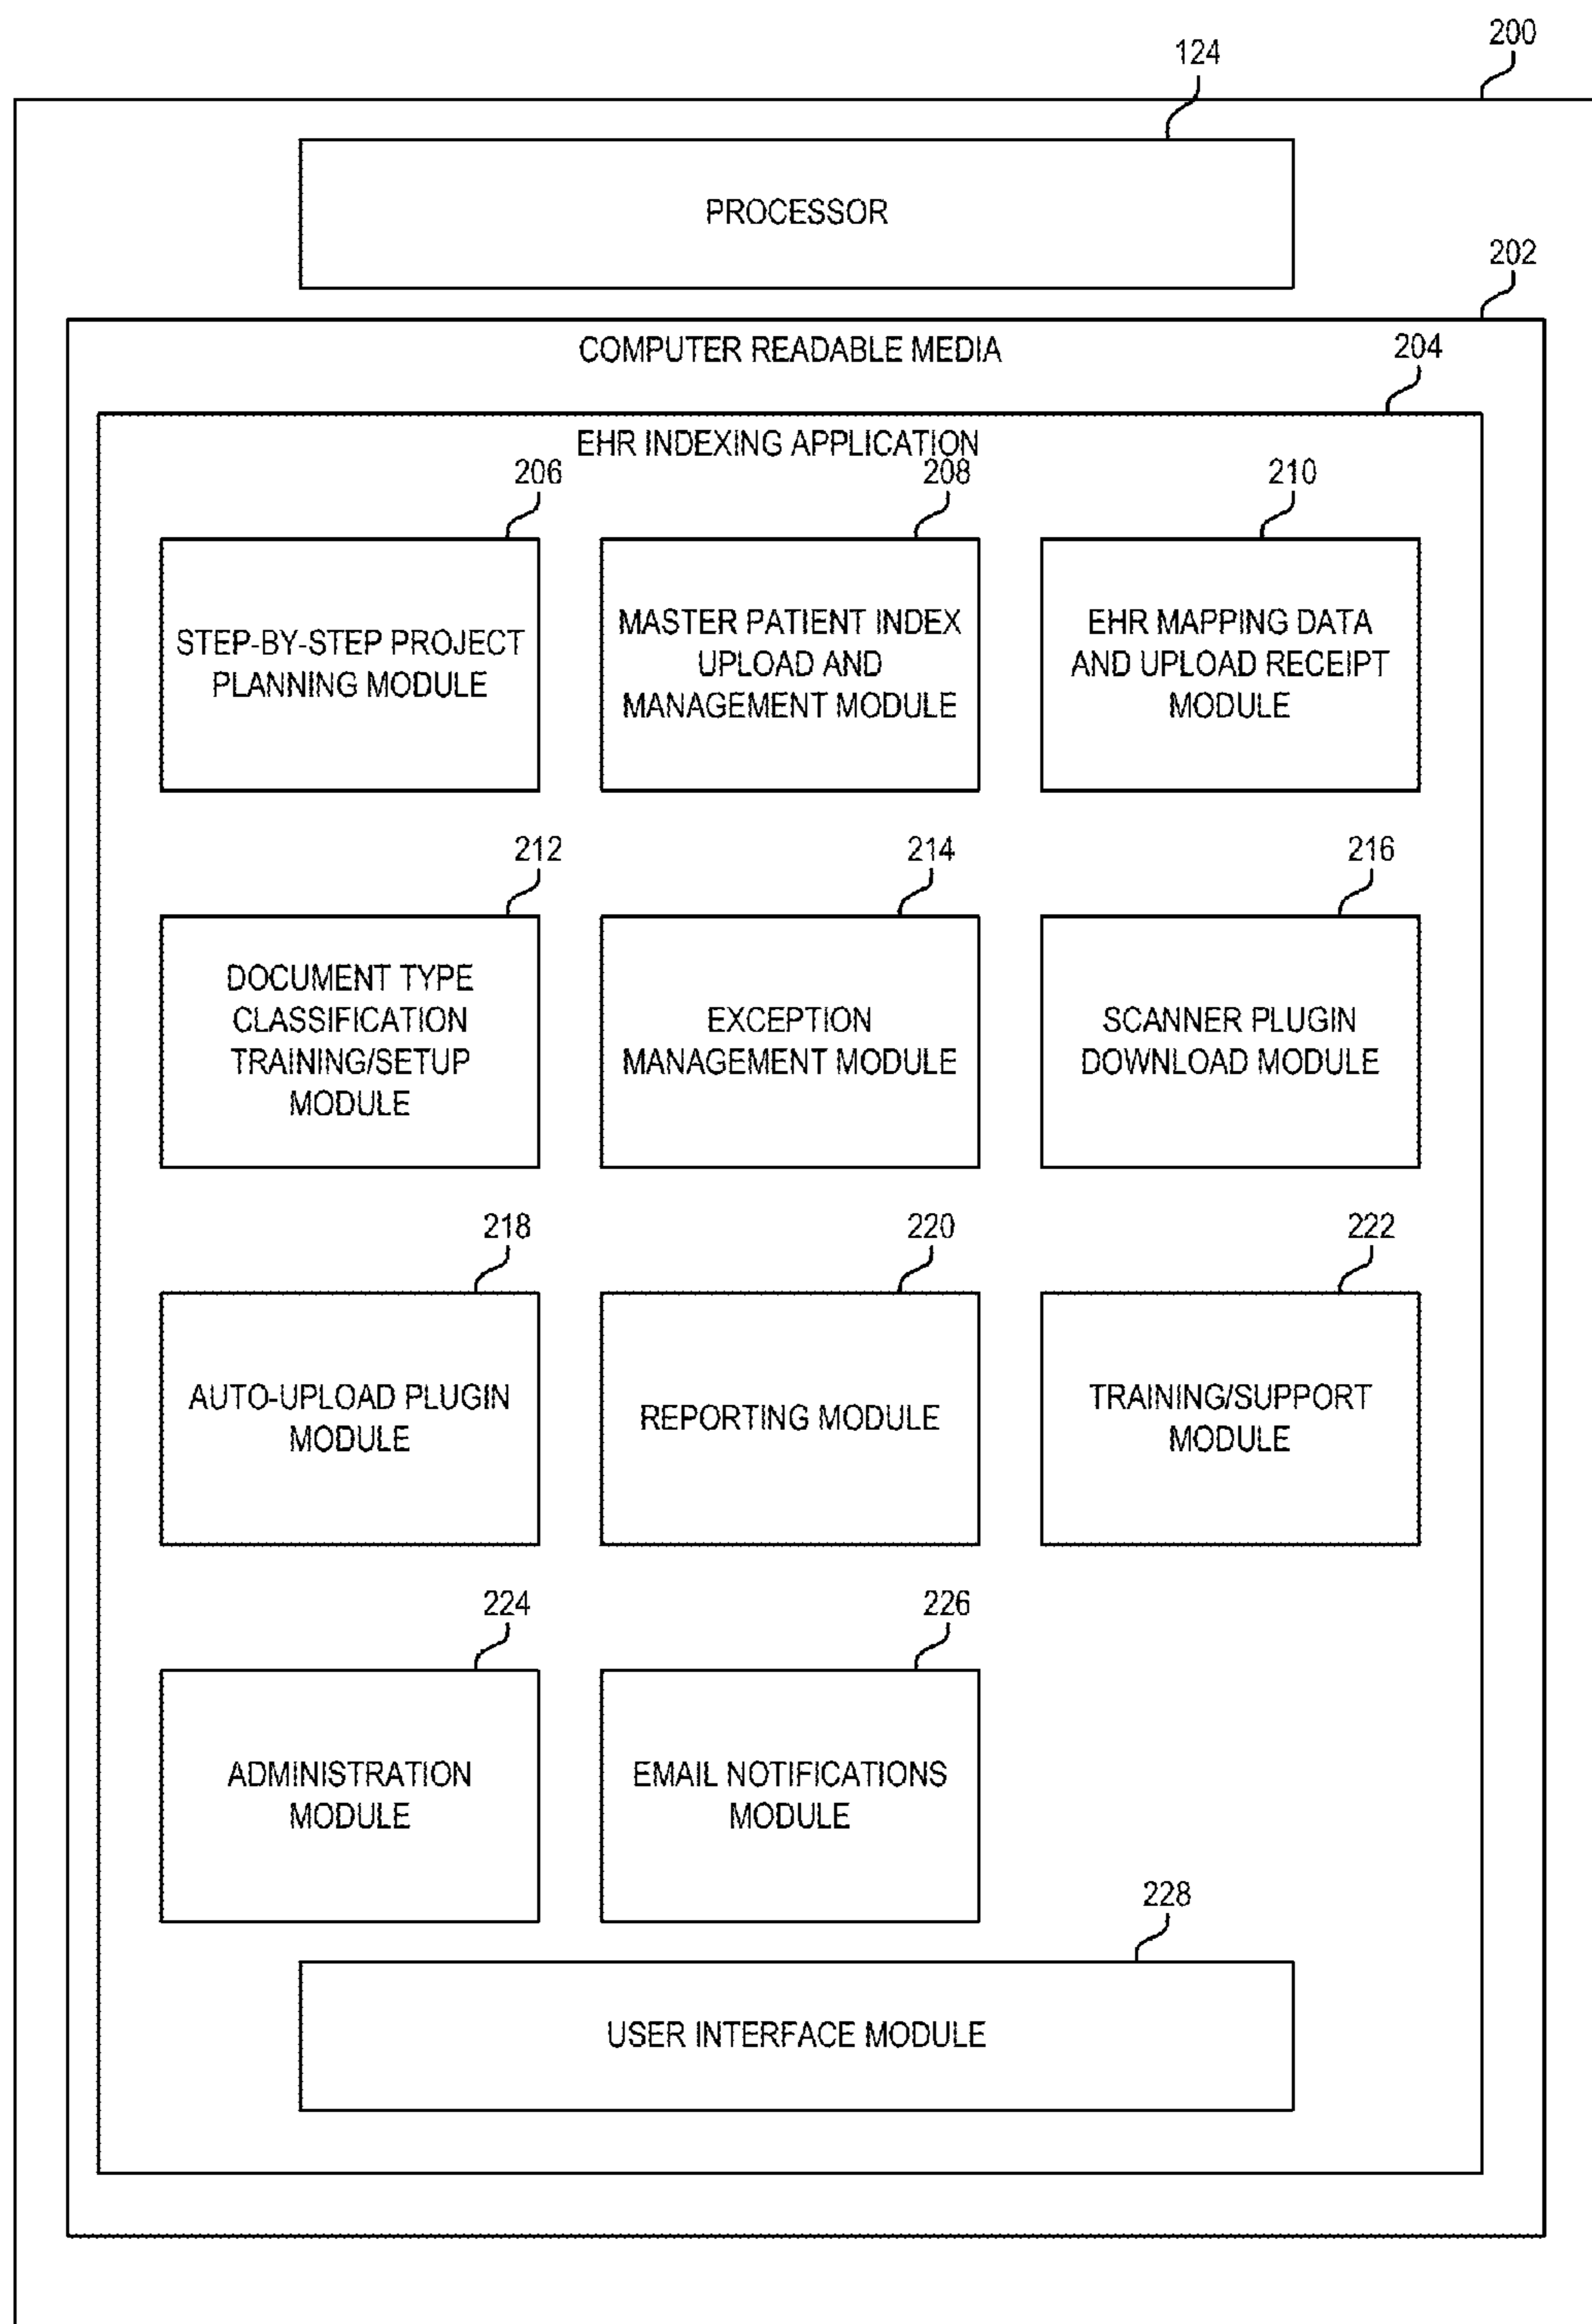 200
124
PROCESSOR
202
COMPUTER READABLE MEDIA
204
EHR INDEXING APPLICATION
206
208
210
STEP-BY-STEP PROJECT
PLANNING MODULE
MASTER PATIENT INDEX
UPLOAD AND
MANAGEMENT MODULE
EHR MAPPING DATA
AND UPLOAD RECEIPT
MODULE
212
214
216
DOCUMENT TYPE
CLASSIFICATION
TRAINING/SETUP
MODULE
EXCEPTION
MANAGEMENT MODULE
SCANNER PLUGIN
DOWNLOAD MODULE
218
220
222
AUTO-UPLOAD PLUGIN
MODULE
REPORTING MODULE
TRAINING/SUPPORT
MODULE
224
226
ADMINISTRATION
MODULE
EMAIL NOTIFICATIONS
MODULE
228
USER INTERFACE MODULE